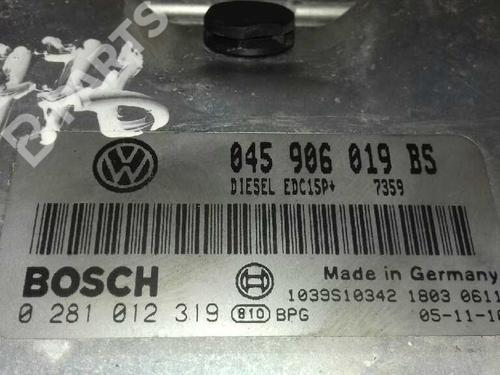 B PARTS
045 906 019 BS
DIESEL EDC15P+ 7359
BOSCH
Made in Germany
1039S10342 1803 0611
0 281 012 319 810 BPG
05-11-10